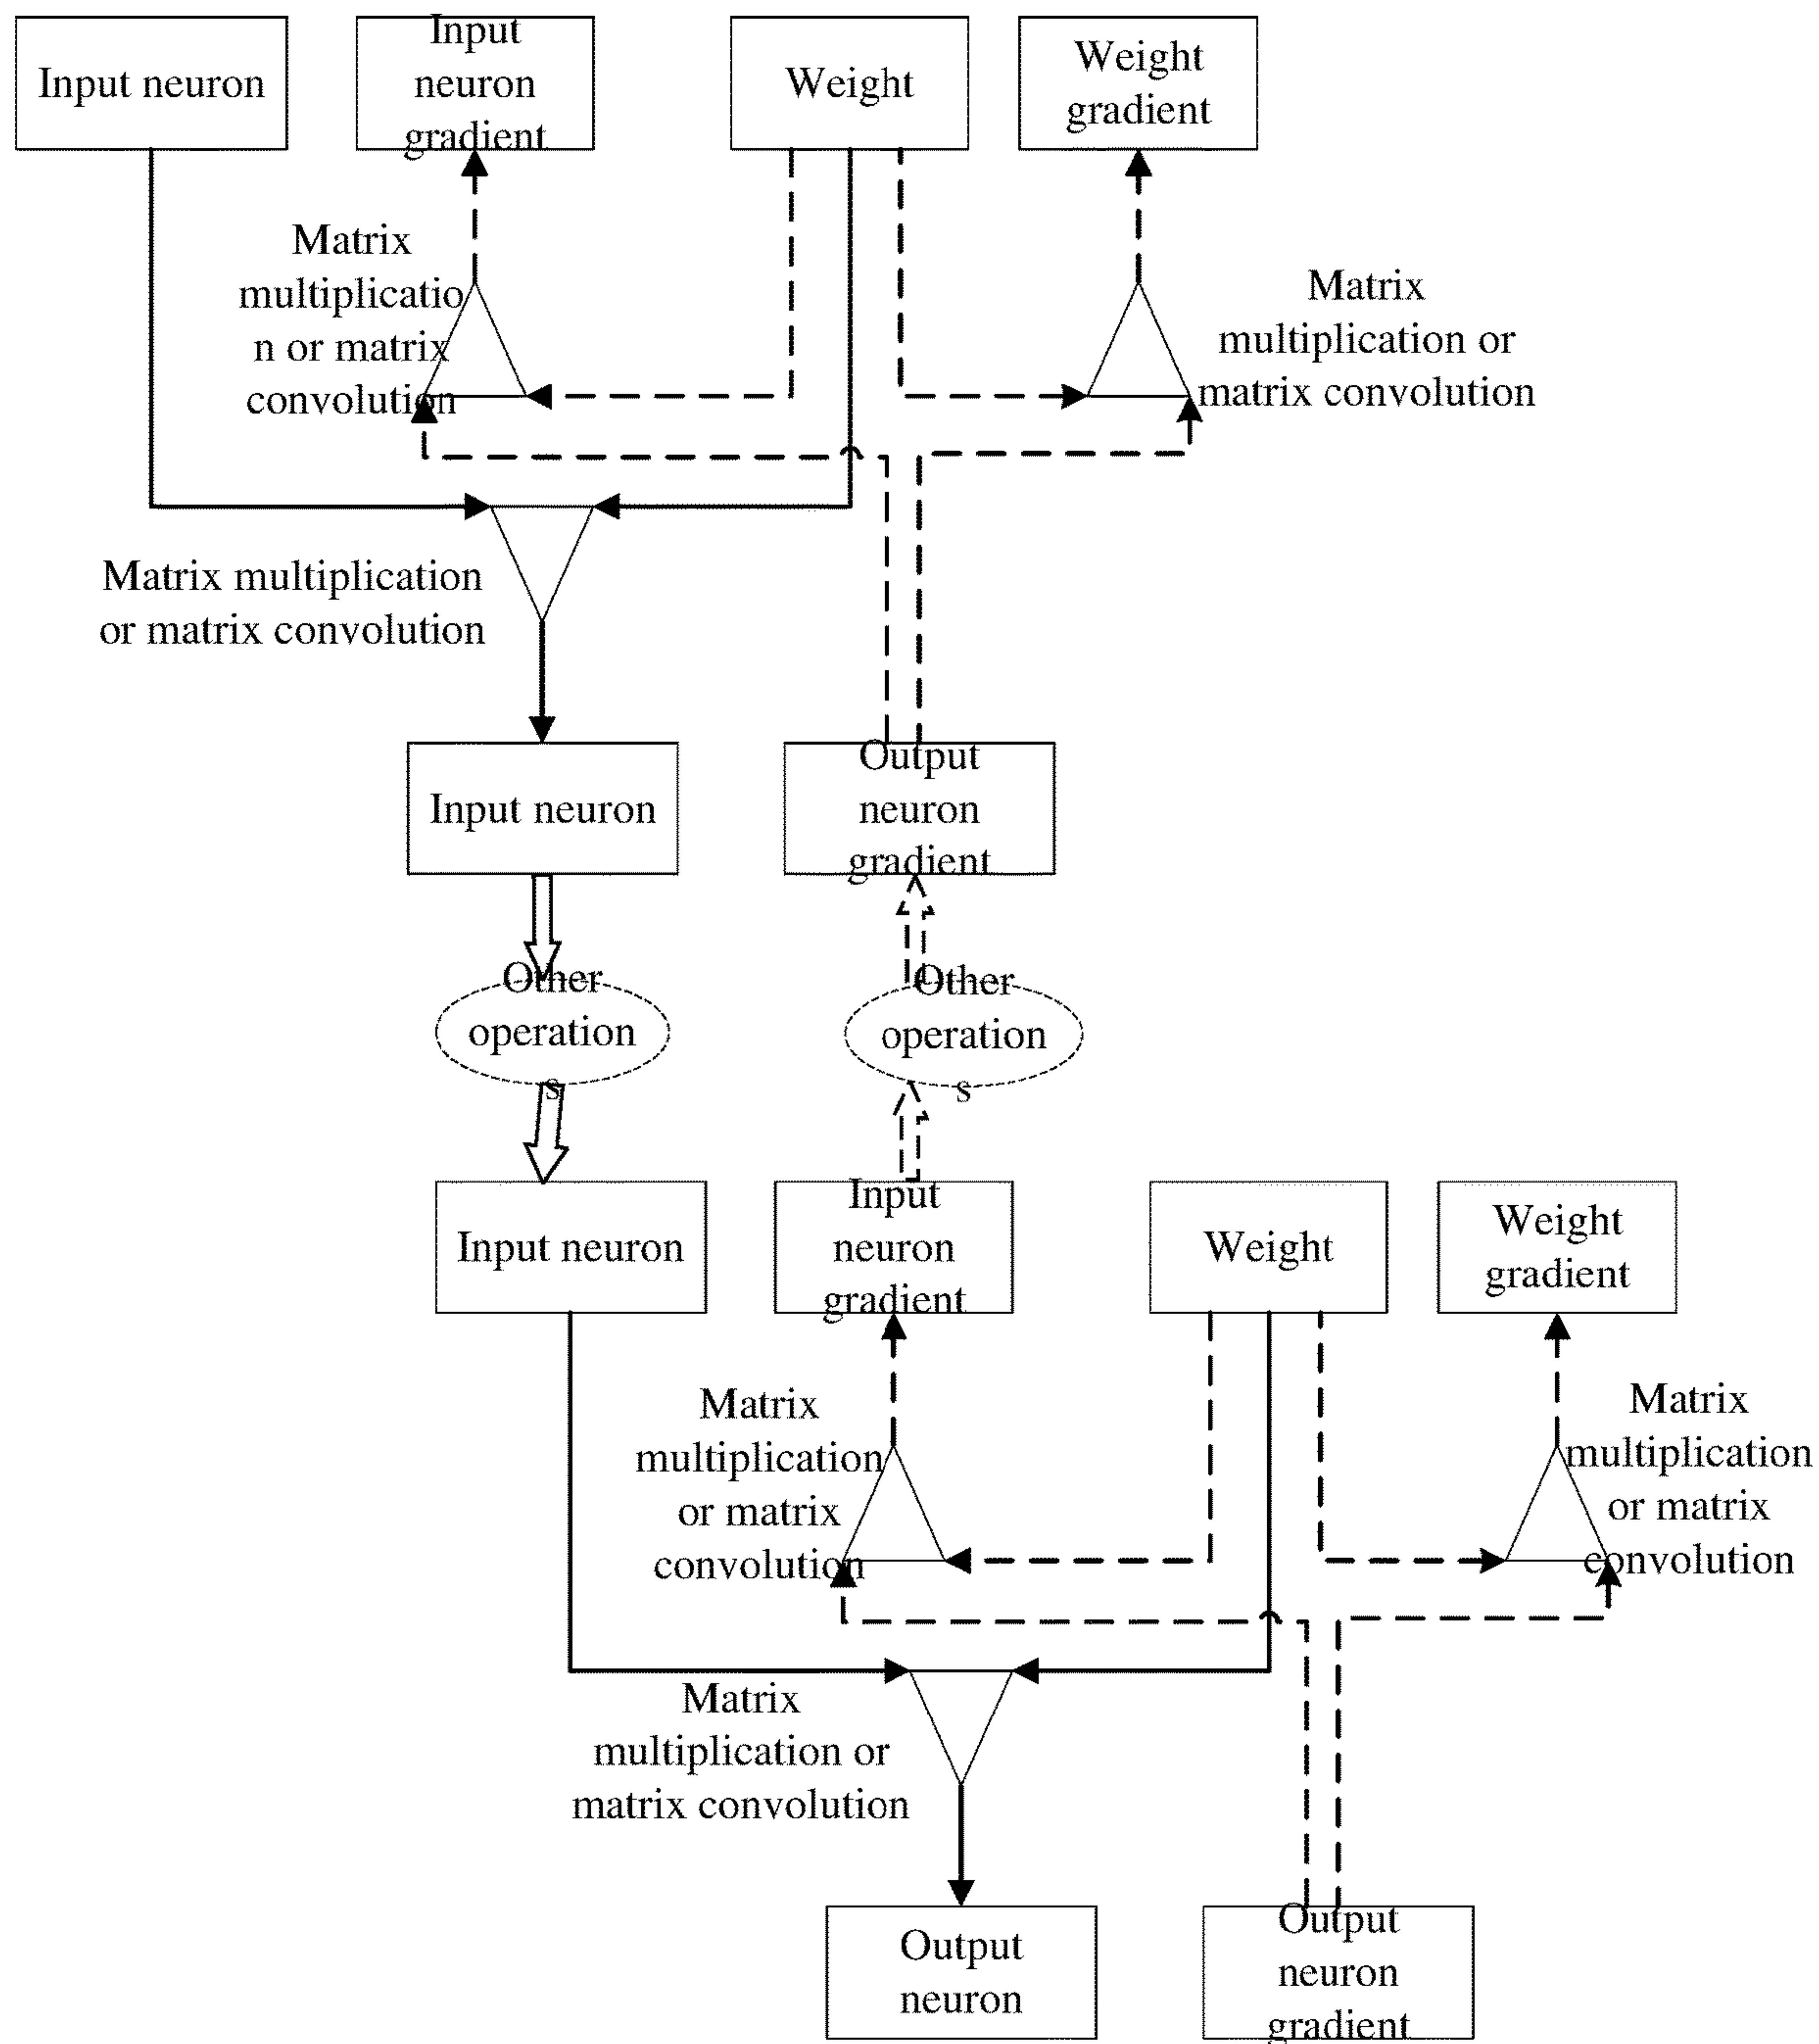 Input neuron
Input
neuron
gradient
Weight
Weight
gradient
Matrix
multiplicatio
n or matrix
convolution
Matrix
multiplication or
matrix convolution
Matrix multiplication
or matrix convolution
Input neuron
Output
neuron
gradient
Other
operation
s
Other
operation
s
Input neuron
Input
neuron
gradient
Weight
Weight
gradient
Matrix
multiplication
or matrix
convolution
Matrix
multiplication
or matrix
convolution
Matrix
multiplication or
matrix convolution
Output
neuron
Output
neuron
gradient